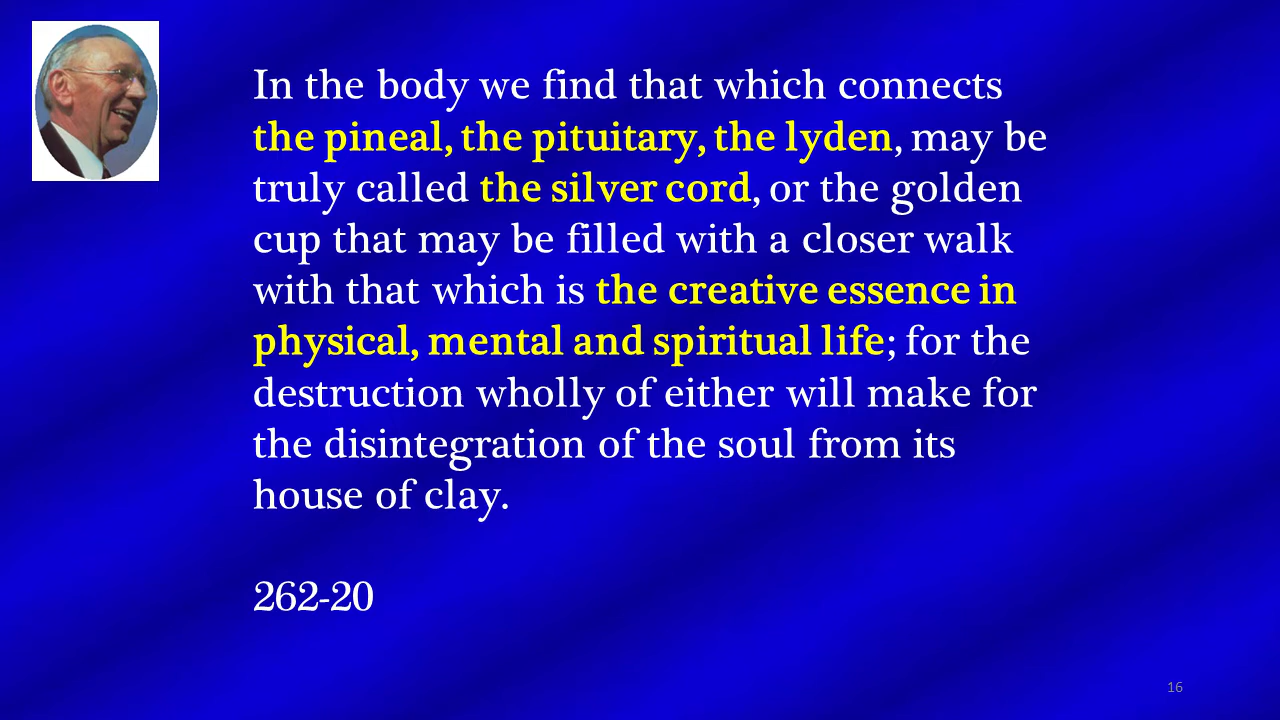 In the body we find that which connects
the pineal, the pituitary, the lyden, may be
truly called the silver cord, or the golden
cup that may be filled with a closer walk
with that which is the creative essence in
physical, mental and spiritual life; for the
destruction wholly of either will make for
the disintegration of the soul from its
house of clay.
262-20
16